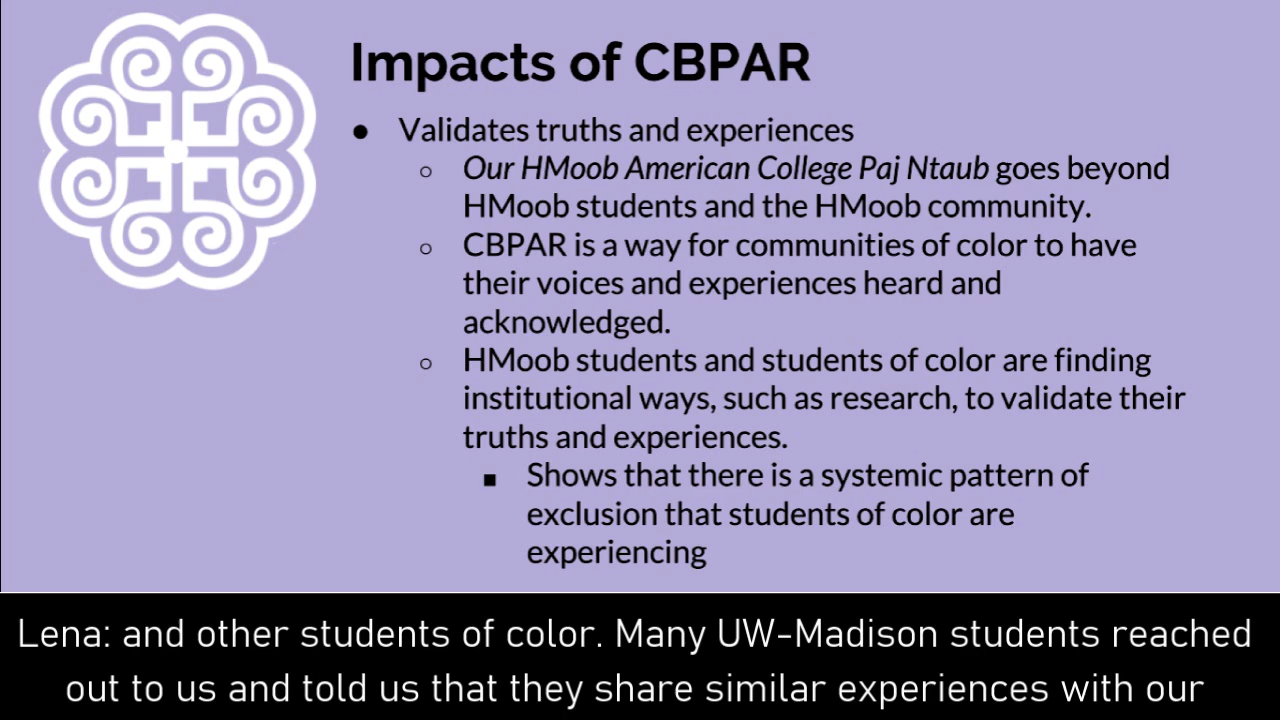 Impacts of CBPAR
● Validates truths and experiences
○ Our HMoob American College Paj Ntaub goes beyond
HMoob students and the HMoob community.
○ CBPAR is a way for communities of color to have
their voices and experiences heard and
acknowledged.
○ HMoob students and students of color are finding
institutional ways, such as research, to validate their
truths and experiences.
■ Shows that there is a systemic pattern of
exclusion that students of color are
experiencing
Lena: and other students of color. Many UW-Madison students reached
out to us and told us that they share similar experiences with our